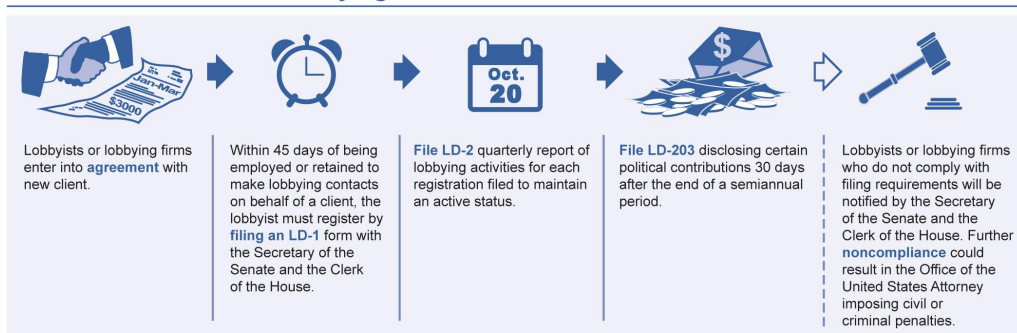 Jan-Mar
$3000
Oct.
20
$
Lobbyists or lobbying firms
enter into agreement with
new client.
Within 45 days of being
employed or retained to
make lobbying contacts
on behalf of a client, the
lobbyist must register by
filing an LD-1 form with
the Secretary of the
Senate and the Clerk
of the House.
File LD-2 quarterly report of
lobbying activities for each
registration filed to maintain
an active status.
File LD-203 disclosing certain
political contributions 30 days
after the end of a semiannual
period.
Lobbyists or lobbying firms
who do not comply with
filing requirements will be
notified by the Secretary
of the Senate and the
Clerk of the House. Further
noncompliance could
result in the Office of the
United States Attorney
imposing civil or
criminal penalties.